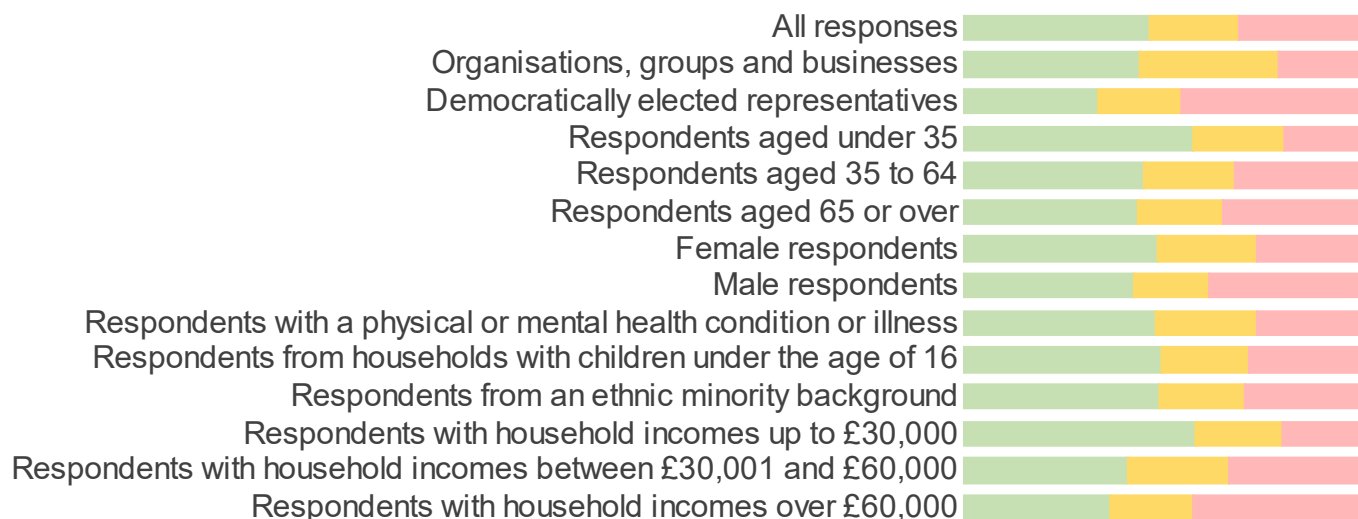 All responses
Organisations, groups and businesses
Democratically elected representatives
Respondents aged under 35
Respondents aged 35 to 64
Respondents aged 65 or over
Female respondents
Male respondents
Respondents with a physical or mental health condition or illness
Respondents from households with children under the age of 16
Respondents from an ethnic minority background
Respondents with household incomes up to £30,000
Respondents with household incomes between £30,001 and £60,000
Respondents with household incomes over £60,000